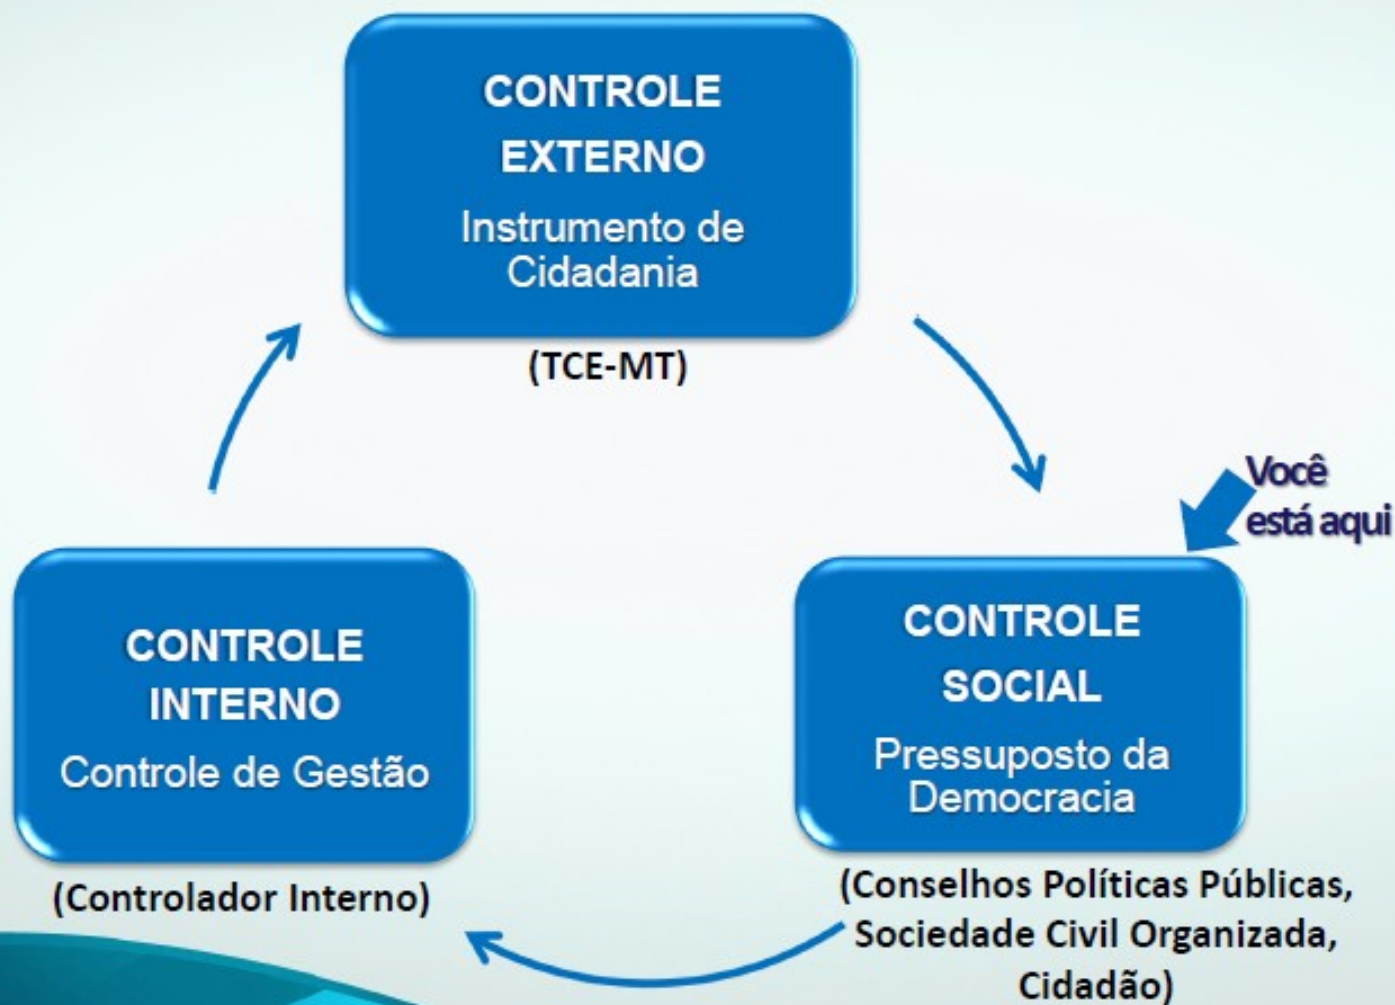 CONTROLE
EXTERNO
Instrumento de
Cidadania
(TCE-MT)
Você
está aqui
CONTROLE
INTERNO
Controle de Gestão
(Controlador Interno)
CONTROLE
SOCIAL
Pressuposto da
Democracia
(Conselhos Políticas Públicas,
Sociedade Civil Organizada,
Cidadão)